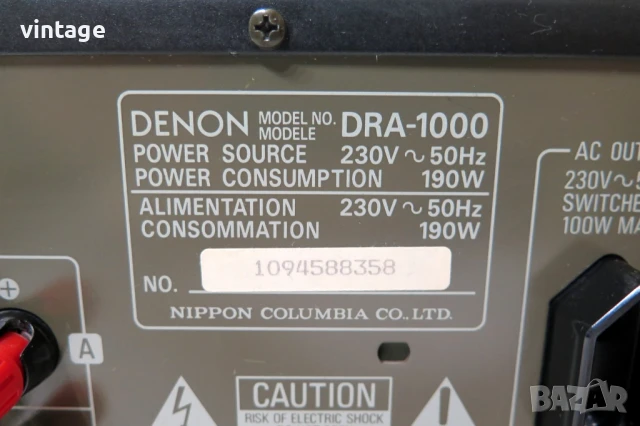 vintage
DENON MODEL NO. MODELE DRA-1000
POWER SOURCE 230V ~ 50Hz
POWER CONSUMPTION 190W
ALIMENTATION 230V ~ 50Hz
CONSOMMATION 190W
NO. 1094588358
NIPPON COLUMBIA CO., LTD.
AC OUT
230V ~
SWITCHE
100W MA
+
A
CAUTION
RISK OF ELECTRIC SHOCK
BAZAR